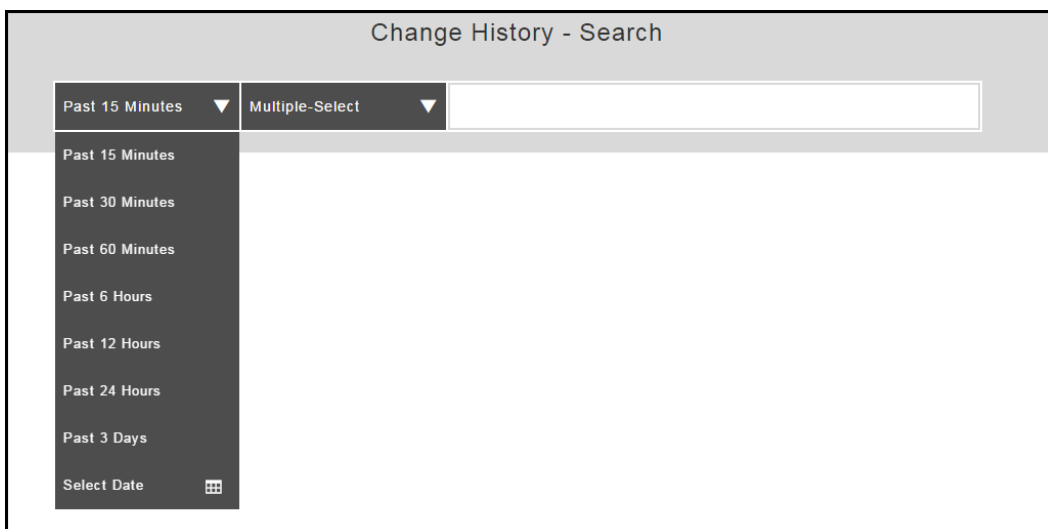 Change History - Search
Past 15 Minutes
Multiple-Select
Past 15 Minutes
Past 30 Minutes
Past 60 Minutes
Past 6 Hours
Past 12 Hours
Past 24 Hours
Past 3 Days
Select Date